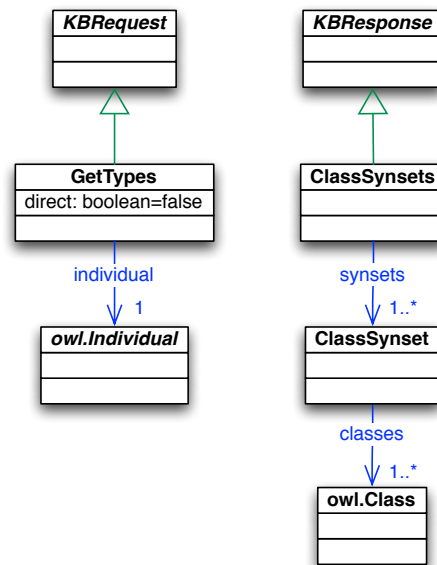 KBRequest
KBResponse
GetTypes
direct: boolean=false
ClassSynsets
individual
1
synsets
1..*
owl.Individual
ClassSynset
classes
1..*
owl.Class